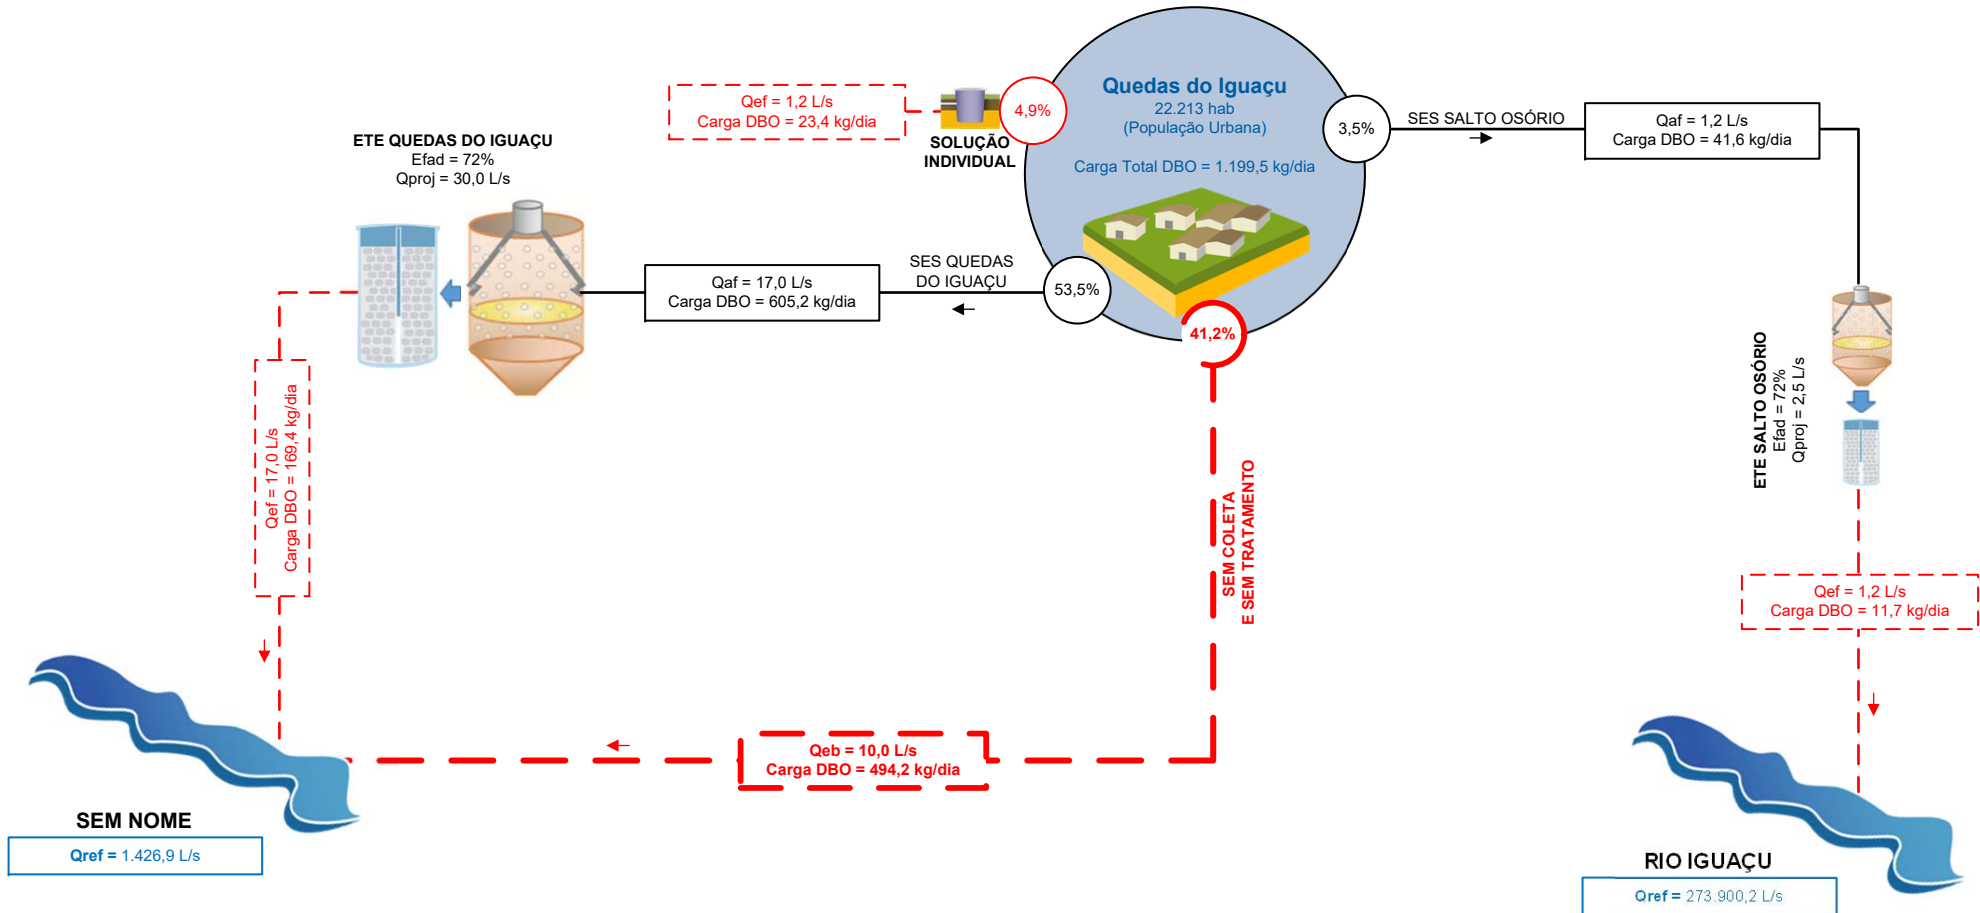 Quedas do Iguaçu
22.213 hab
(População Urbana)
Carga Total DBO = 1.199,5 kg/dia
4,9%
SOLUÇÃO
INDIVIDUAL
Qef = 1,2 L/s
Carga DBO = 23,4 kg/dia
3,5%
SES SALTO OSÓRIO
Qaf = 1,2 L/s
Carga DBO = 41,6 kg/dia
ETE QUEDAS DO IGUAÇU
Efad = 72%
Qproj = 30,0 L/s
53,5%
SES QUEDAS
DO IGUAÇU
Qaf = 17,0 L/s
Carga DBO = 605,2 kg/dia
41,2%
Qef = 17,0 L/s
Carga DBO = 169,4 kg/dia
SEM COLETA
E SEM TRATAMENTO
ETE SALTO OSÓRIO
Efad = 72%
Qproj = 2,5 L/s
Qef = 1,2 L/s
Carga DBO = 11,7 kg/dia
Qeb = 10,0 L/s
Carga DBO = 494,2 kg/dia
SEM NOME
Qref = 1.426,9 L/s
RIO IGUAÇU
Qref = 273.900,2 L/s